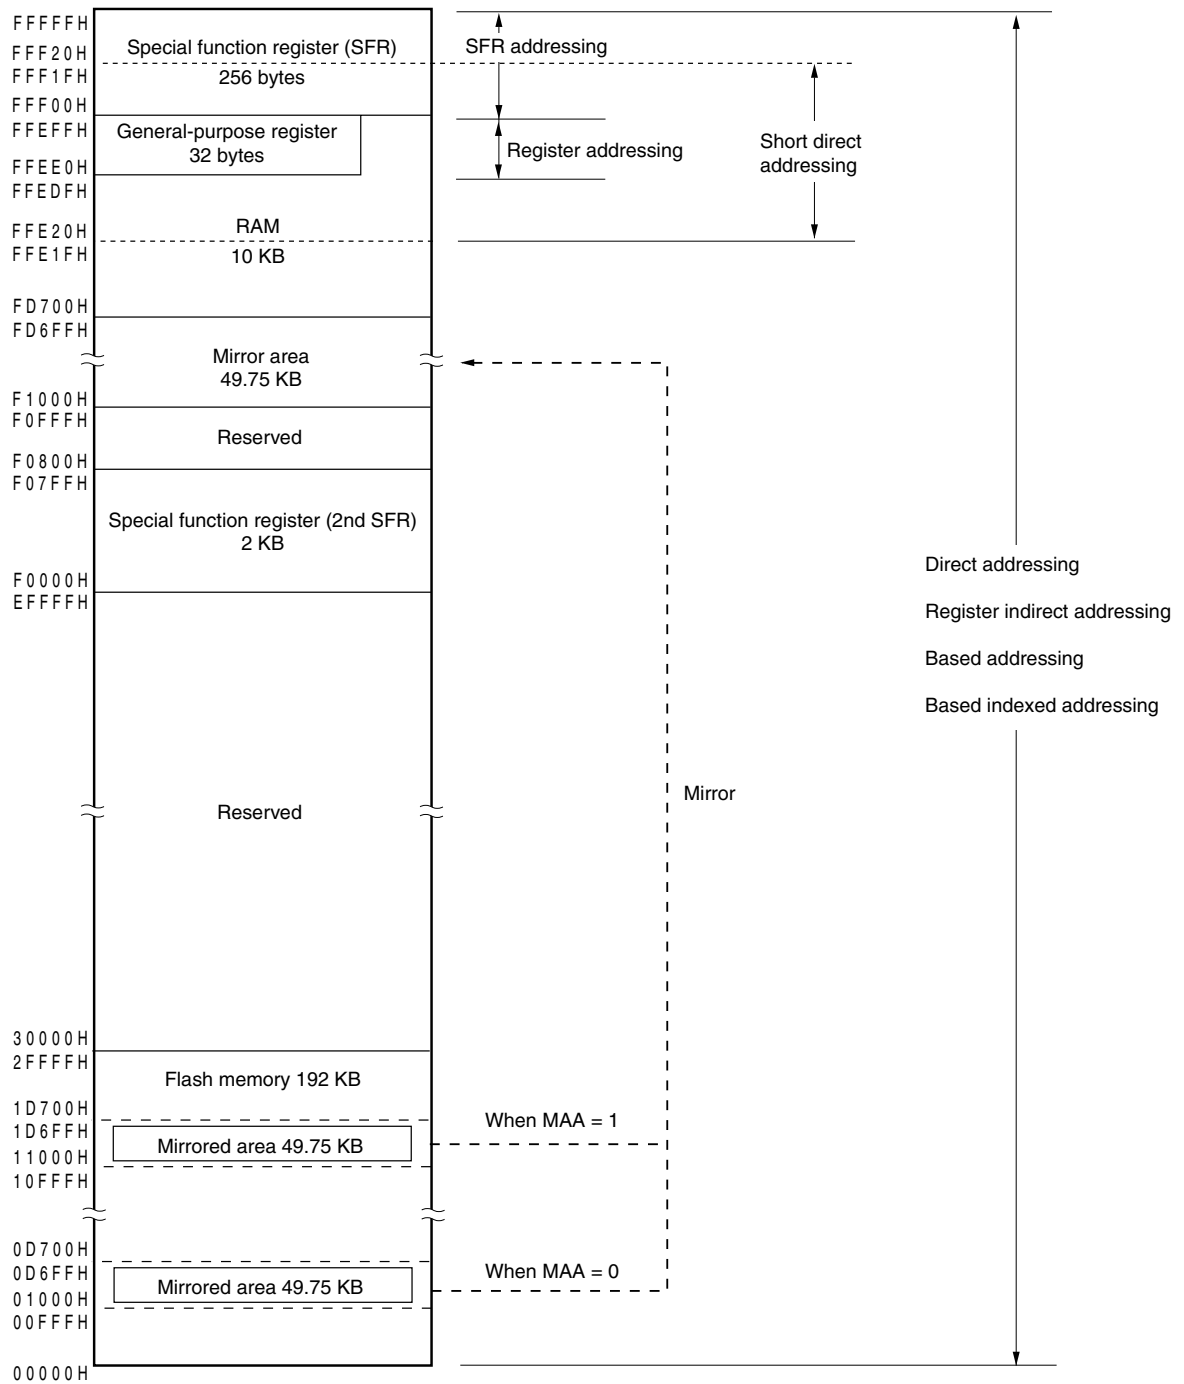 FFFFFH
FFF20H
FFF1FH
FFF00H
FFEFFH
FFEE0H
FFEDFH
FFE20H
FFE1FH
FD700H
FD6FFH
F1000H
F0FFFH
F0800H
F07FFH
F0000H
EFFFFH
30000H
2FFFFH
1D700H
1D6FFH
11000H
10FFFH
0D700H
0D6FFH
01000H
00FFFH
00000H
Special function register (SFR)
256 bytes
General-purpose register
32 bytes
RAM
10 KB
Mirror area
49.75 KB
Reserved
Special function register (2nd SFR)
2 KB
Reserved
Flash memory 192 KB
Mirrored area 49.75 KB
Mirrored area 49.75 KB
SFR addressing
Register addressing
Short direct
addressing
Mirror
When MAA = 1
When MAA = 0
Direct addressing
Register indirect addressing
Based addressing
Based indexed addressing